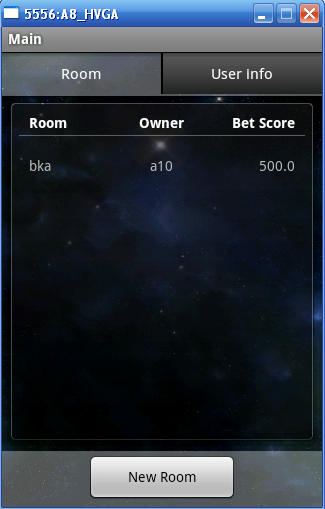 5556:A8_HVGA
Main
Room User info
Room Owner Bet Score
bka a10 500.0
New Room